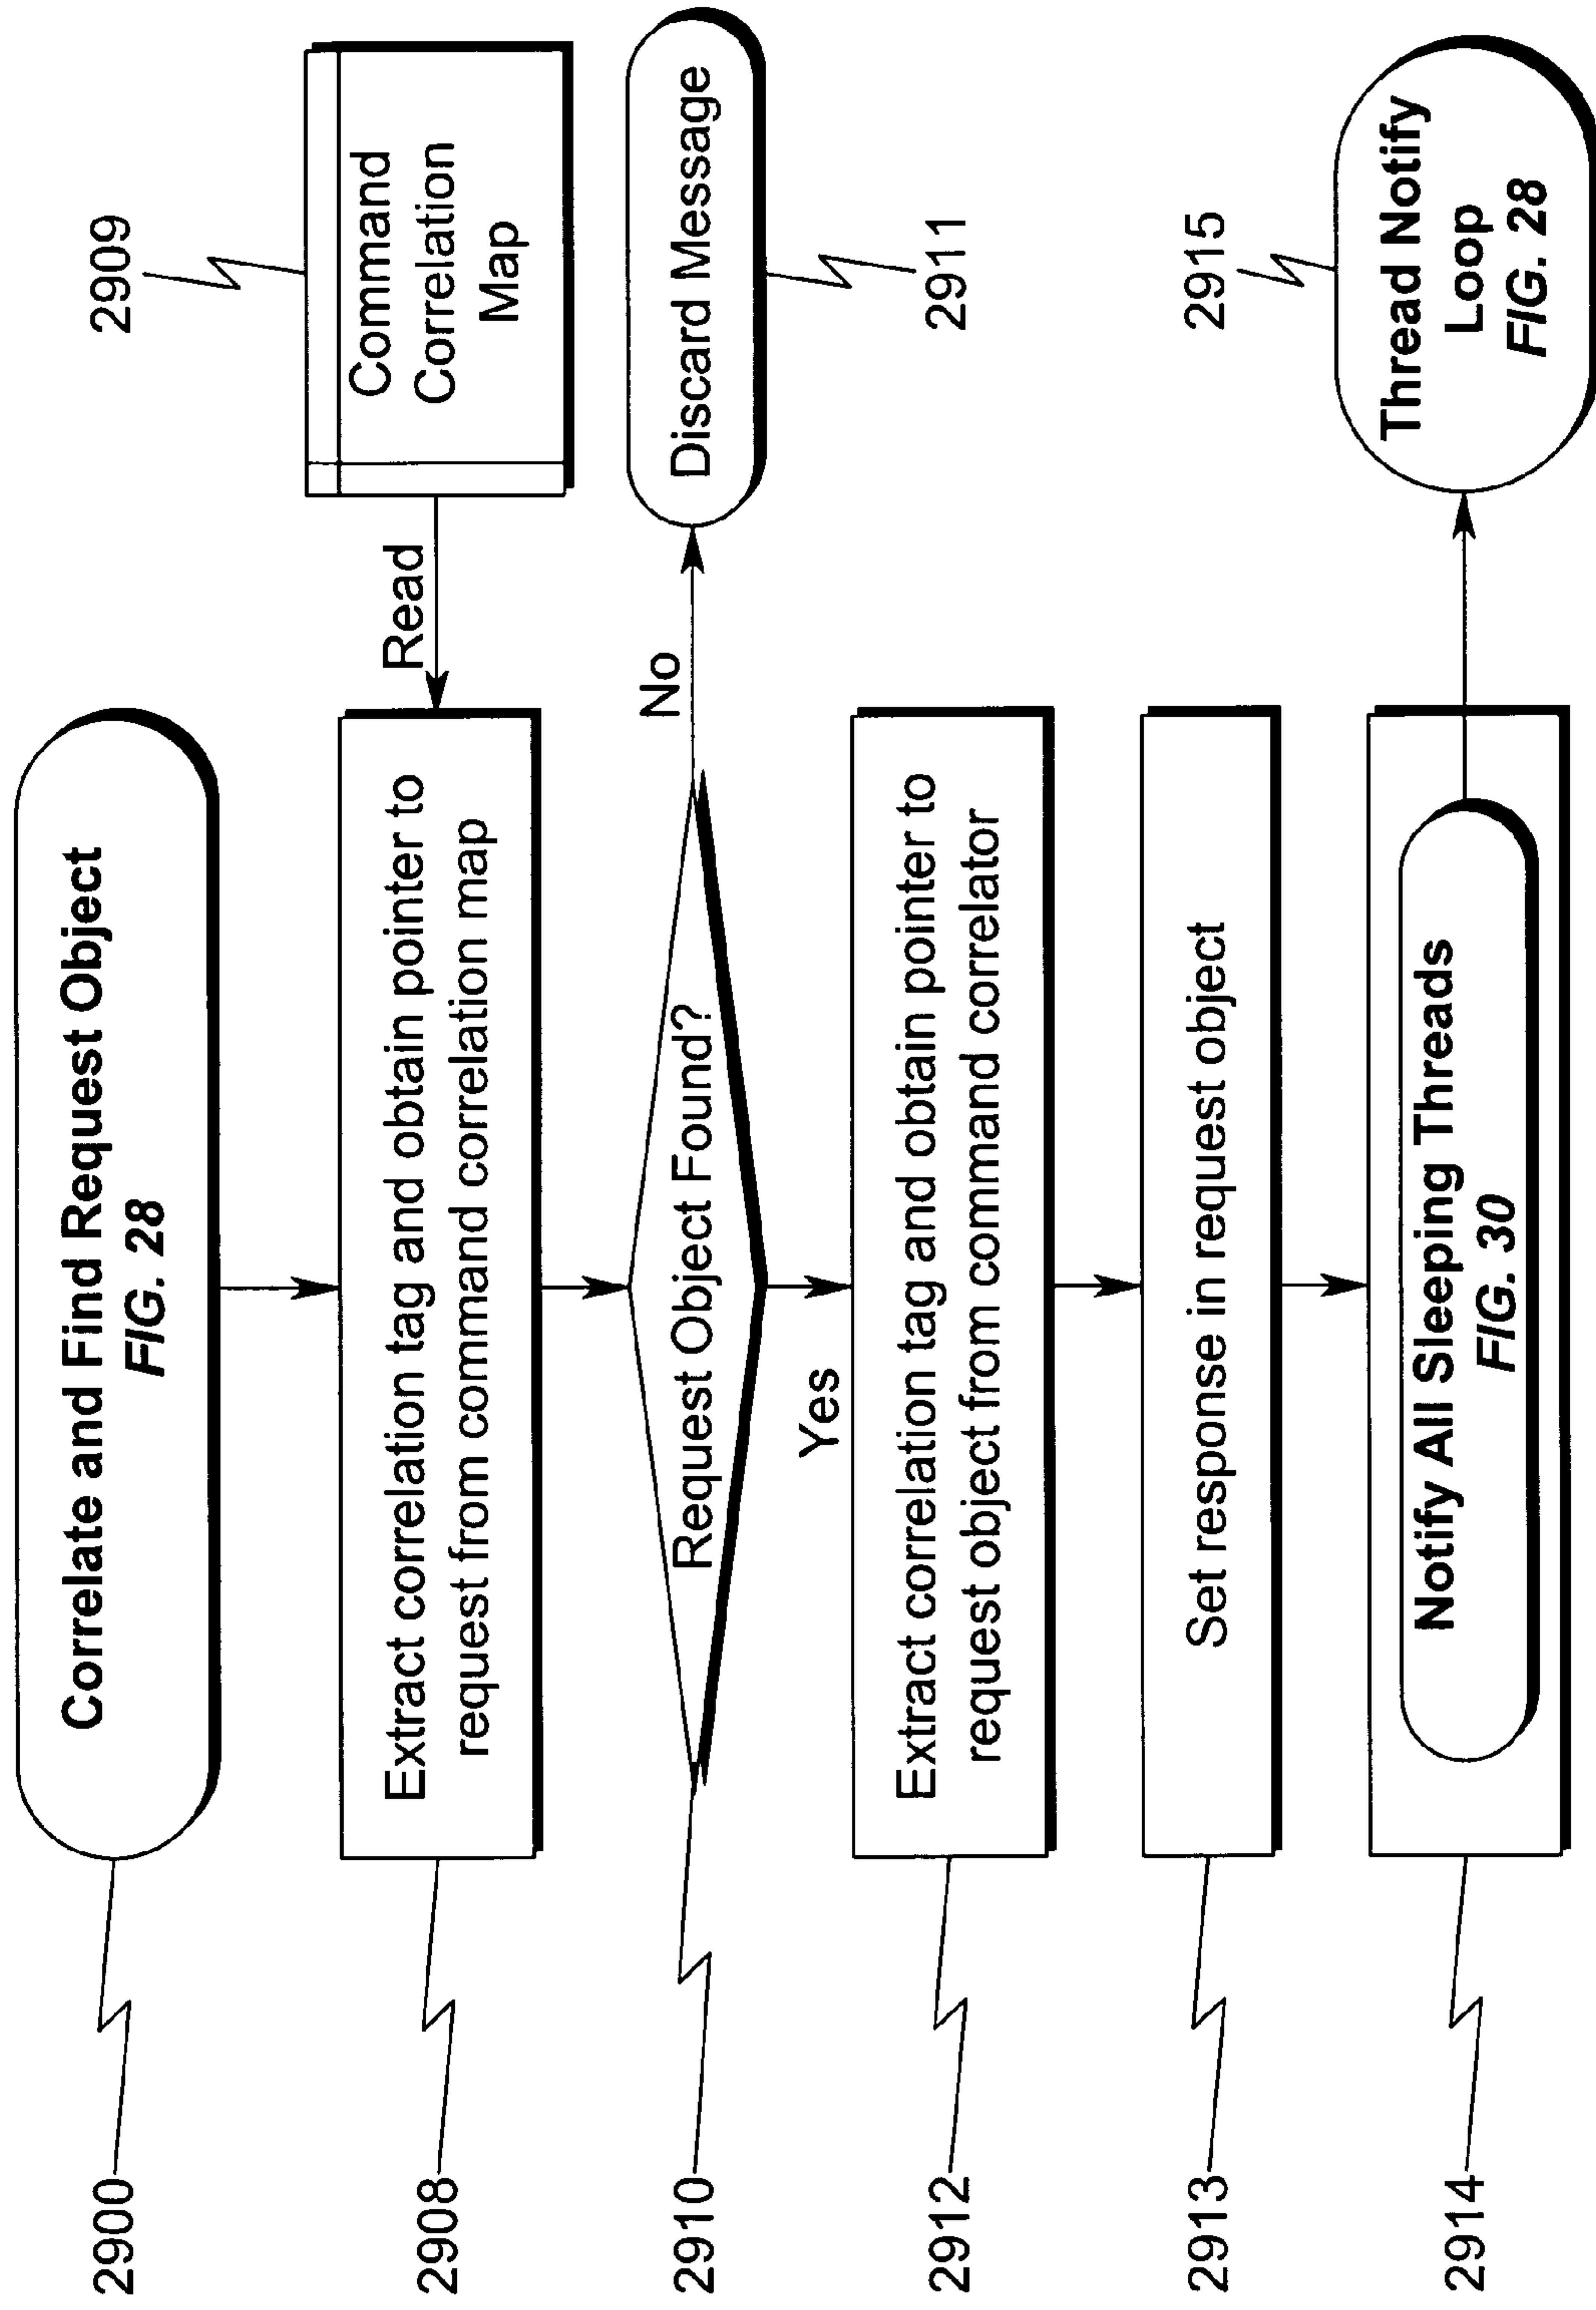 2900
Correlate and Find Request Object
FIG. 28
2909
Command
Correlation
Map
Read
2908
Extract correlation tag and obtain pointer to
request from command correlation map
2910
Request Object Found?
No
Discard Message
2911
Yes
2912
Extract correlation tag and obtain pointer to
request object from command correlator
2913
Set response in request object
2914
Notify All Sleeping Threads
FIG. 30
2915
Thread Notify
Loop
FIG. 28